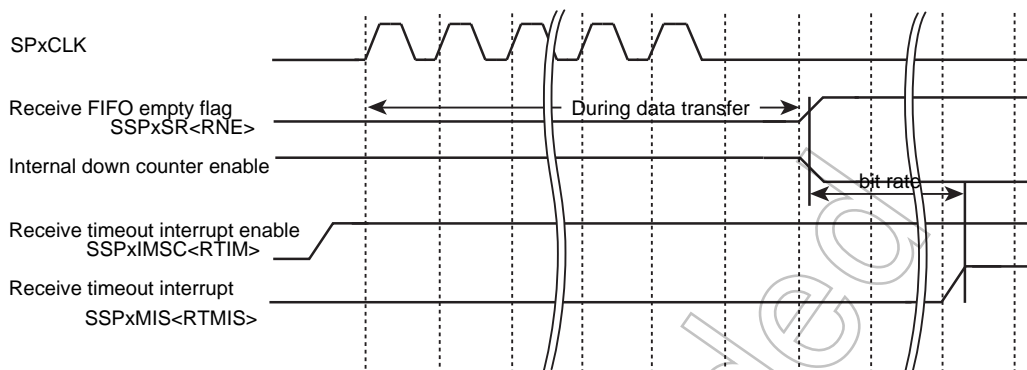 SPxCLK
Receive FIFO empty flag
SSPxSR<RNE>
During data transfer
Internal down counter enable
bit rate
Receive timeout interrupt enable
SSPxIMSC<RTIM>
Receive timeout interrupt
SSPxMIS<RTMIS>
ded